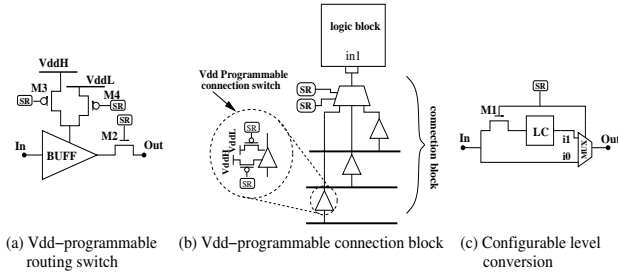 VddH
VddL
M3
M4
SR
SR
SR
M2
In
BUFF
Out
(a) Vdd-programmable
routing switch
logic block
in1
Vdd Programmable
connection switch
SR
SR
SR
VddL
VddH
SR
connection block
(b) Vdd-programmable connection block
SR
M1
LC
In
i1
i0
MUX
Out
(c) Configurable level
conversion